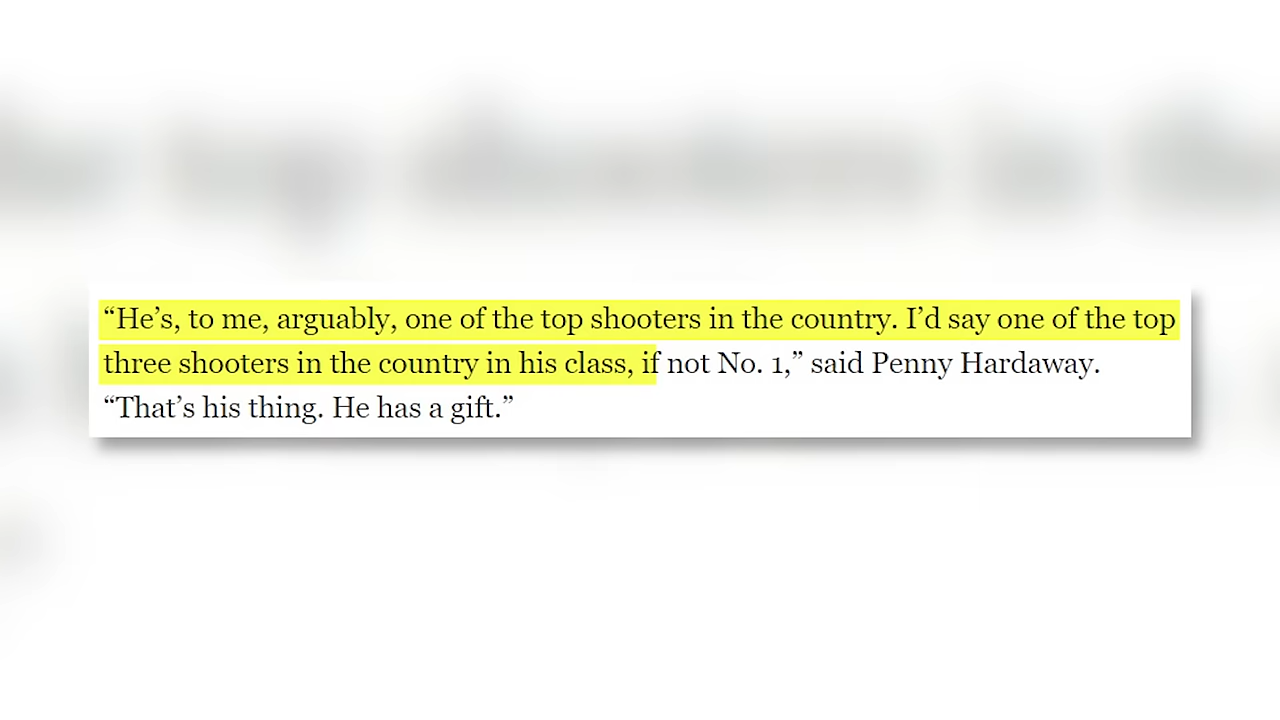 “He’s, to me, arguably, one of the top shooters in the country. I’d say one of the top
three shooters in the country in his class, if not No. 1,” said Penny Hardaway.
“That’s his thing. He has a gift.”